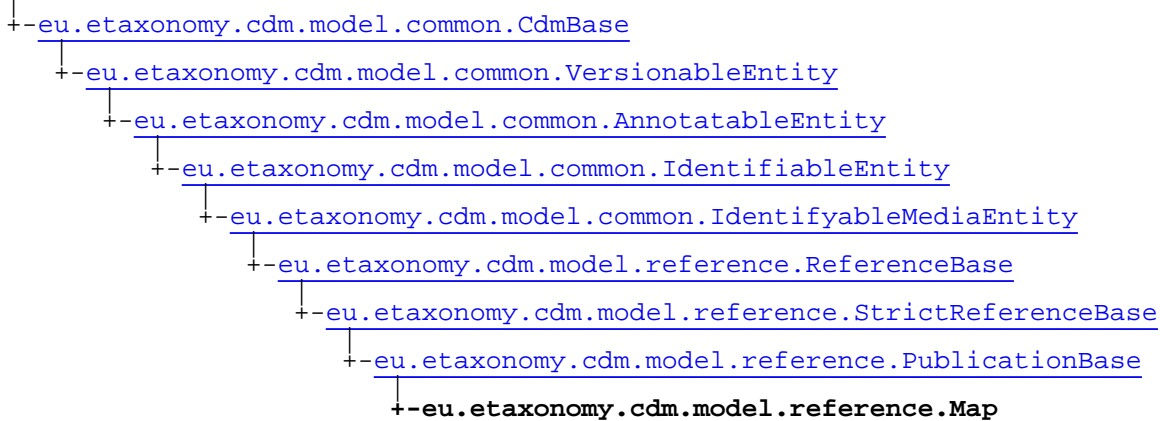 +-eu.etaxonomy.cdm.model.common.CdmBase
+-eu.etaxonomy.cdm.model.common.VersionableEntity
+-eu.etaxonomy.cdm.model.common.AnnotatableEntity
+-eu.etaxonomy.cdm.model.common.IdentifiableEntity
+-eu.etaxonomy.cdm.model.common.IdentifyableMediaEntity
+-eu.etaxonomy.cdm.model.reference.ReferenceBase
+-eu.etaxonomy.cdm.model.reference.StrictReferenceBase
+-eu.etaxonomy.cdm.model.reference.PublicationBase
+-eu.etaxonomy.cdm.model.reference.Map